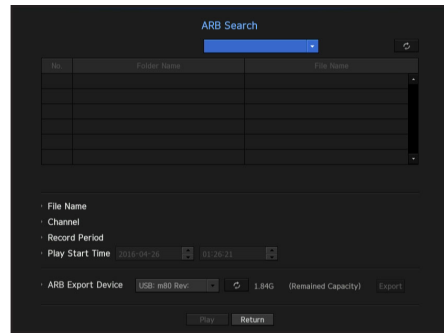 ARB Search
No. Folder Name File Name
File Name
Channel
Record Period
Play Start Time 2016-04-26 01:26:21
ARB Export Device USB: m80 Rev: 1.84G (Remained Capacity) Export
Play Return